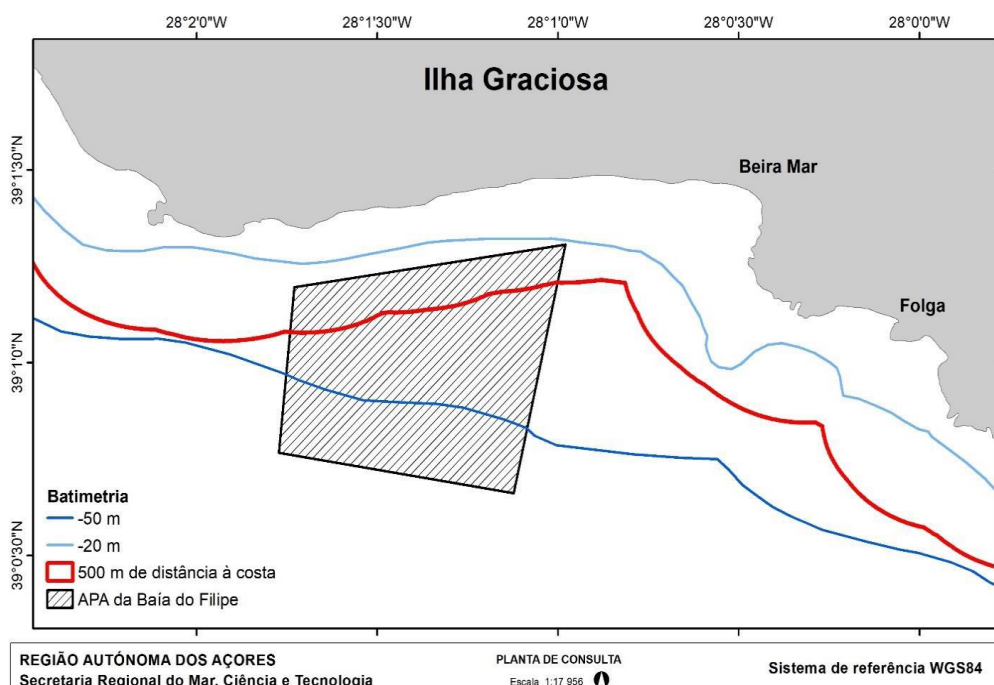 28°2'0"W 28°1'30"W 28°1'0"W 28°0'30"W 28°0'0"W
Ilha Graciosa
39°1'30"N
Beira Mar
Folga
39°1'0"N
Batimetria
-50 m
-20 m
39°0'30"N
500 m de distância à costa
APA da Baía do Filipe
REGIÃO AUTÓNOMA DOS AÇORES
Secretaria Regional do Mar, Ciência e Tecnologia
PLANTA DE CONSULTA
Escala 1:17 956
Sistema de referência WGS84